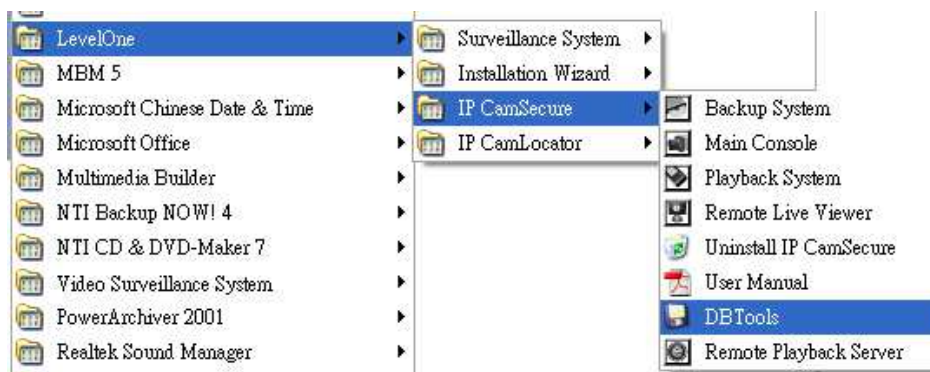 LevelOne
MBM 5
Microsoft Chinese Date & Time
Microsoft Office
Multimedia Builder
NTI Backup NOW! 4
NTI CD & DVD-Maker 7
Video Surveillance System
PowerArchiver 2001
Realtek Sound Manager
Surveillance System
Installation Wizard
IP CamSecure
IP CamLocator
Backup System
Main Console
Playback System
Remote Live Viewer
Uninstall IP CamSecure
User Manual
DBTools
Remote Playback Server